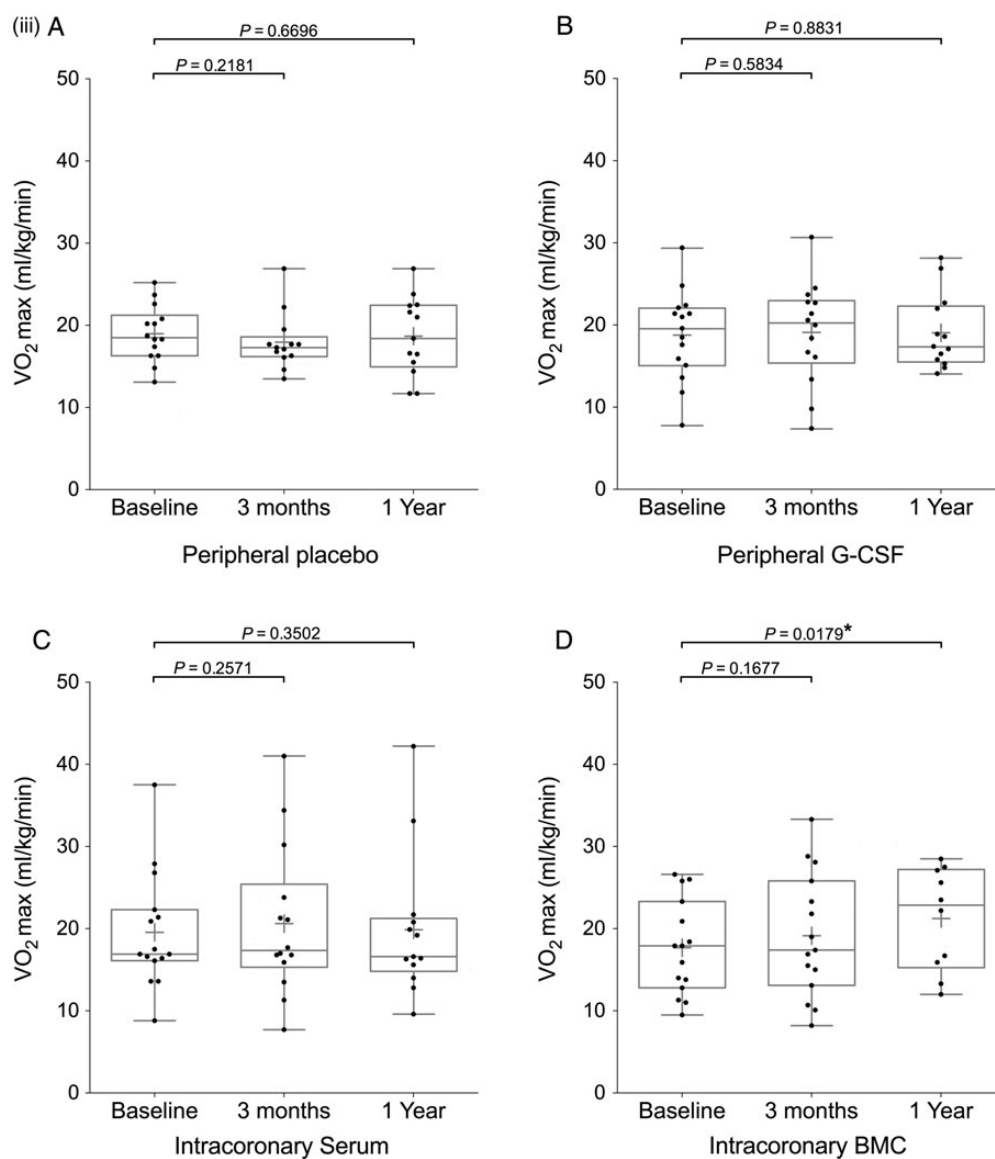 (iii) A
P = 0.6696
P = 0.2181
VO2 max (ml/kg/min)
50
40
30
20
10
0
Baseline 3 months 1 Year
Peripheral placebo
B
P = 0.8831
P = 0.5834
VO2 max (ml/kg/min)
50
40
30
20
10
0
Baseline 3 months 1 Year
Peripheral G-CSF
C
P = 0.3502
P = 0.2571
VO2 max (ml/kg/min)
50
40
30
20
10
0
Baseline 3 months 1 Year
Intracoronary Serum
D
P = 0.0179*
P = 0.1677
VO2 max (ml/kg/min)
50
40
30
20
10
0
Baseline 3 months 1 Year
Intracoronary BMC